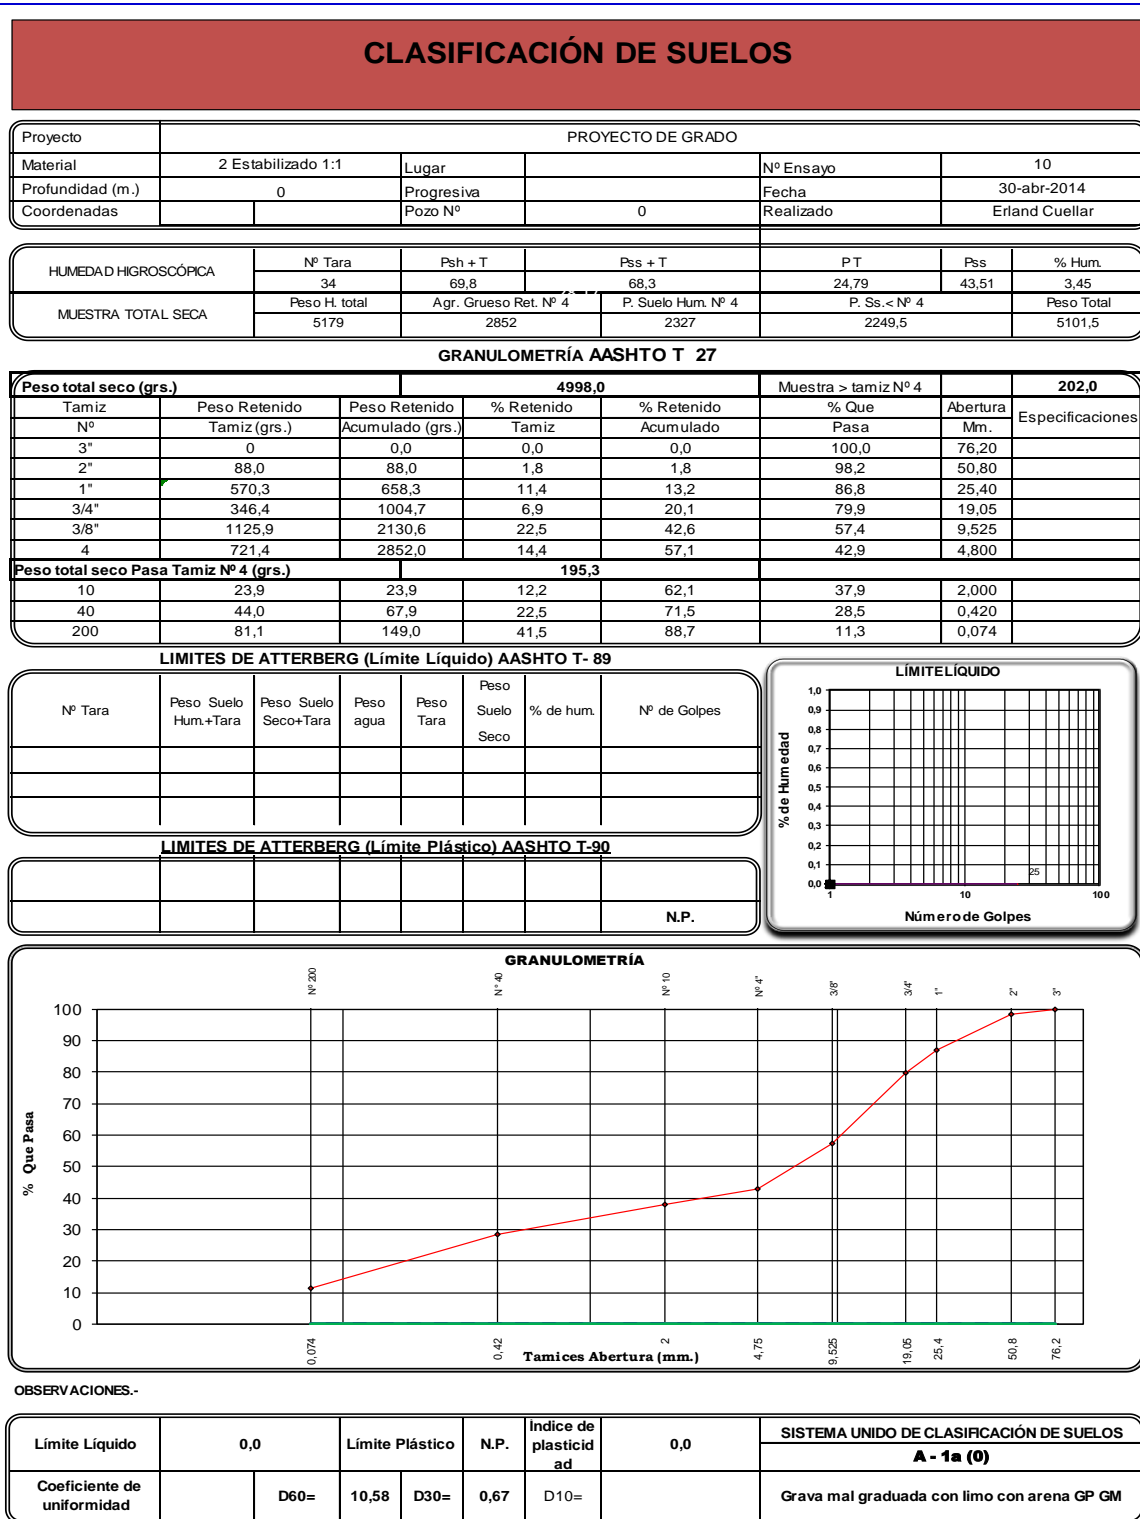 CLASIFICACIÓN DE SUELOS
Proyecto PROYECTO DE GRADO
Material 2 Estabilizado 1:1 Lugar Nº Ensayo 10
Profundidad (m.) 0 Progresiva Fecha 30-abr-2014
Coordenadas Pozo Nº 0 Realizado Erland Cuellar
HUMEDAD HIGROSCÓPICA Nº Tara Psh + T Pss + T P T Pss % Hum.
34 69,8 68,3 24,79 43,51 3,45
MUESTRA TOTAL SECA Peso H. total Agr. Grueso Ret. Nº 4 P. Suelo Hum. Nº 4 P. Ss.< Nº 4 Peso Total
5179 2852 2327 2249,5 5101,5
GRANULOMETRÍA AASHTO T 27
Peso total seco (grs.) 4998,0 Muestra > tamiz Nº 4 202,0
Tamiz Peso Retenido Peso Retenido % Retenido % Retenido % Que Abertura Especificaciones
Nº Tamiz (grs.) Acumulado (grs.) Tamiz Acumulado Pasa Mm.
3" 0 0,0 0,0 0,0 100,0 76,20
2" 88,0 88,0 1,8 1,8 98,2 50,80
1" 570,3 658,3 11,4 13,2 86,8 25,40
3/4" 346,4 1004,7 6,9 20,1 79,9 19,05
3/8" 1125,9 2130,6 22,5 42,6 57,4 9,525
4 721,4 2852,0 14,4 57,1 42,9 4,800
Peso total seco Pasa Tamiz Nº 4 (grs.) 195,3
10 23,9 23,9 12,2 62,1 37,9 2,000
40 44,0 67,9 22,5 71,5 28,5 0,420
200 81,1 149,0 41,5 88,7 11,3 0,074
LIMITES DE ATTERBERG (Límite Líquido) AASHTO T- 89
Nº Tara Peso Suelo Hum.+Tara Peso Suelo Seco+Tara Peso agua Peso Tara Peso Suelo Seco % de hum. Nº de Golpes
LÍMITE LÍQUIDO
% de Humedad
1,0
0,9
0,8
0,7
0,6
0,5
0,4
0,3
0,2
0,1
0,0
25
1 10 100
Número de Golpes
LIMITES DE ATTERBERG (Límite Plástico) AASHTO T-90
N.P.
GRANULOMETRÍA
Nº 200 N° 40 Nº 10 Nº 4" 3/8" 3/4" 1" 2" 3"
% Que Pasa
100
90
80
70
60
50
40
30
20
10
0
0,074 0,42 2 4,75 9,525 19,05 25,4 50,8 76,2
Tamices Abertura (mm.)
OBSERVACIONES.-
Límite Líquido 0,0 Límite Plástico N.P. Indice de plasticid ad 0,0 SISTEMA UNIDO DE CLASIFICACIÓN DE SUELOS
A - 1a (0)
Coeficiente de uniformidad D60= 10,58 D30= 0,67 D10= Grava mal graduada con limo con arena GP GM